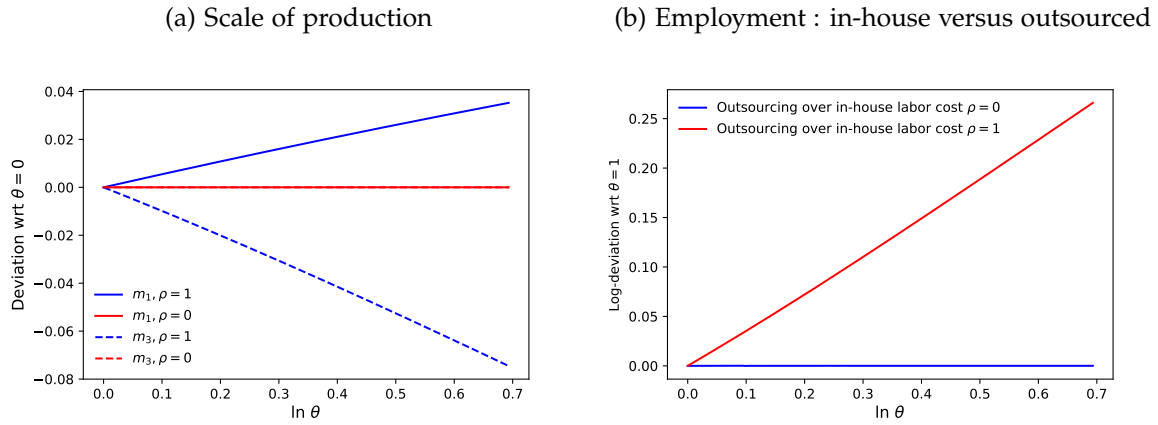 (a) Scale of production
(b) Employment : in-house versus outsourced
Deviation wrt θ = 0
0.04
0.02
0.00
−0.02
−0.04
−0.06
−0.08
m₁, ρ = 1
m₁, ρ = 0
m₃, ρ = 1
m₃, ρ = 0
0.0 0.1 0.2 0.3 0.4 0.5 0.6 0.7
ln θ
Log-deviation wrt θ = 1
0.25
0.20
0.15
0.10
0.05
0.00
Outsourcing over in-house labor cost ρ = 0
Outsourcing over in-house labor cost ρ = 1
0.0 0.1 0.2 0.3 0.4 0.5 0.6 0.7
ln θ